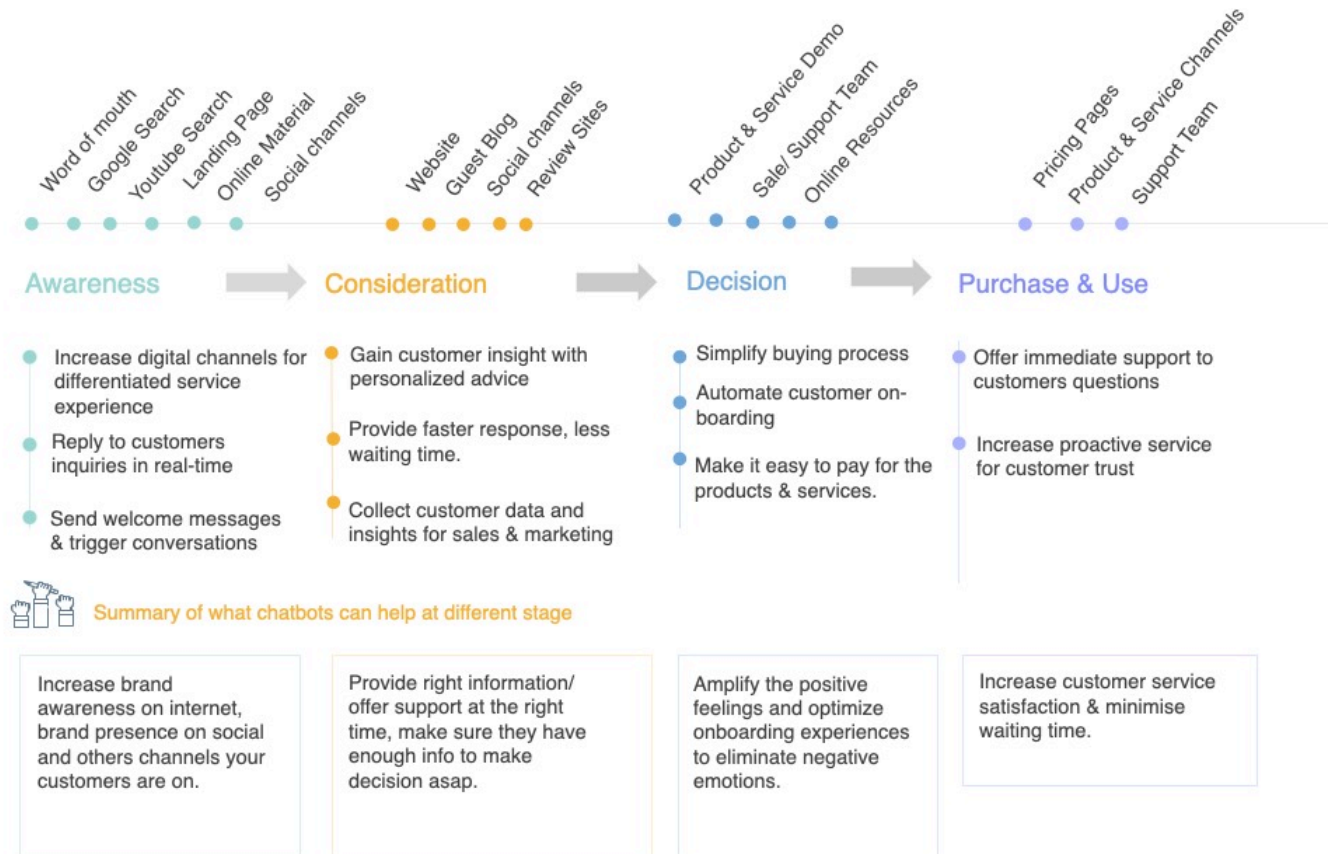 Word of mouth
Google Search
Youtube Search
Landing Page
Online Material
Social channels
Website
Guest Blog
Social channels
Review Sites
Product & Service Demo
Sale/ Support Team
Online Resources
Pricing Pages
Product & Service Channels
Support Team
Awareness
Consideration
Decision
Purchase & Use
Increase digital channels for
differentiated service
experience
Reply to customers
inquiries in real-time
Send welcome messages
& trigger conversations
Gain customer insight with
personalized advice
Provide faster response, less
waiting time.
Collect customer data and
insights for sales & marketing
Simplify buying process
Automate customer on-
boarding
Make it easy to pay for the
products & services.
Offer immediate support to
customers questions
Increase proactive service
for customer trust
Summary of what chatbots can help at different stage
Increase brand
awareness on internet,
brand presence on social
and others channels your
customers are on.
Provide right information/
offer support at the right
time, make sure they have
enough info to make
decision asap.
Amplify the positive
feelings and optimize
onboarding experiences
to eliminate negative
emotions.
Increase customer service
satisfaction & minimise
waiting time.